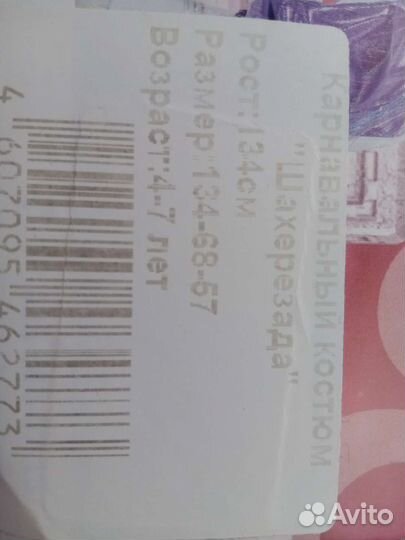 Карнавальный костюм
"Шахерезада"
Рост:134см
Размер:134-68-57
Возраст:4-7 лет
4 607095 462773
Avito